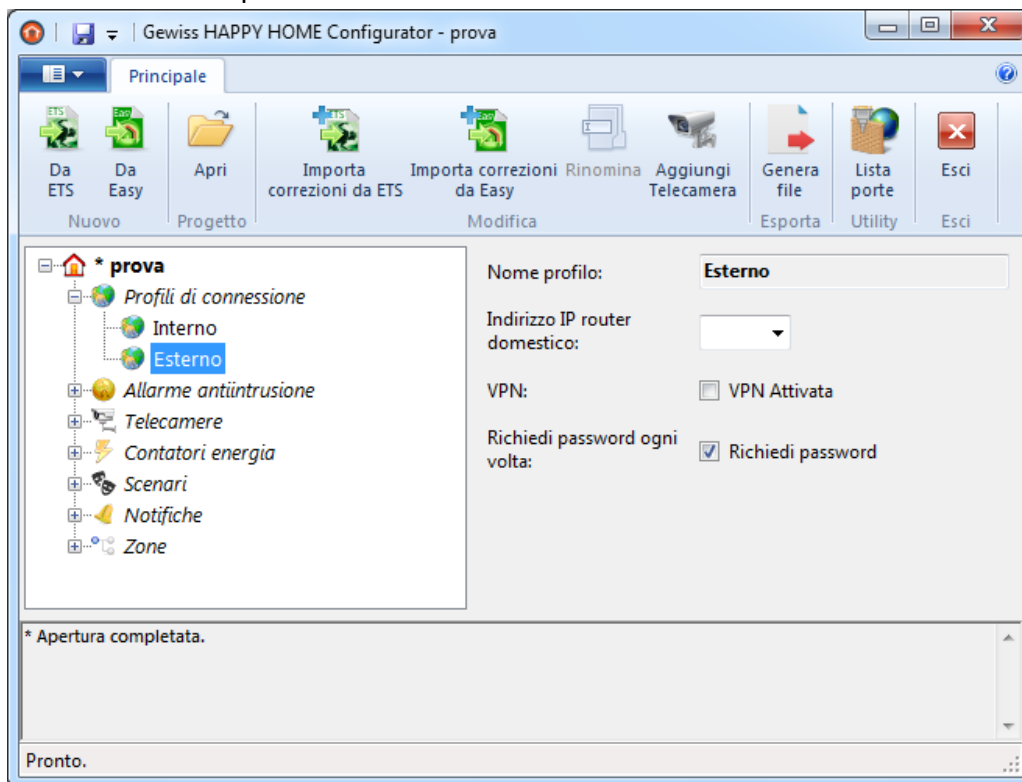 Gewiss HAPPY HOME Configurator - prova
Principale
Da ETS
Da Easy
Apri
Importa correzioni da ETS
Importa correzioni da Easy
Rinomina
Aggiungi Telecamera
Genera file
Lista porte
Esci
Nuovo
Progetto
Modifica
Esporta
Utility
Esci
* prova
Profili di connessione
Interno
Esterno
Allarme antiintrusione
Telecamere
Contatori energia
Scenari
Notifiche
Zone
Nome profilo: Esterno
Indirizzo IP router
domestico:
VPN: VPN Attivata
Richiedi password ogni
volta: Richiedi password
* Apertura completata.
Pronto.